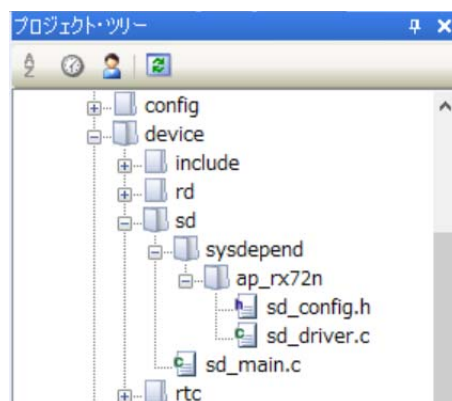 プロジェクト・ツリー
config
device
include
rd
sd
sysdepend
ap_rx72n
sd_config.h
sd_driver.c
sd_main.c
rtc